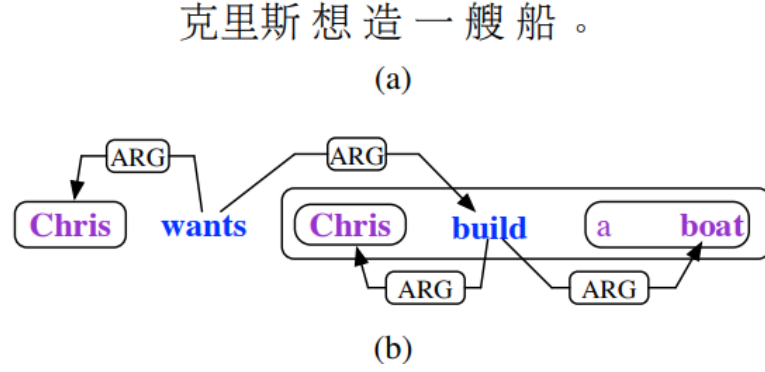 克里斯 想 造 一 艘 船 。
(a)
ARG ARG
Chris wants Chris build a boat
ARG ARG
(b)